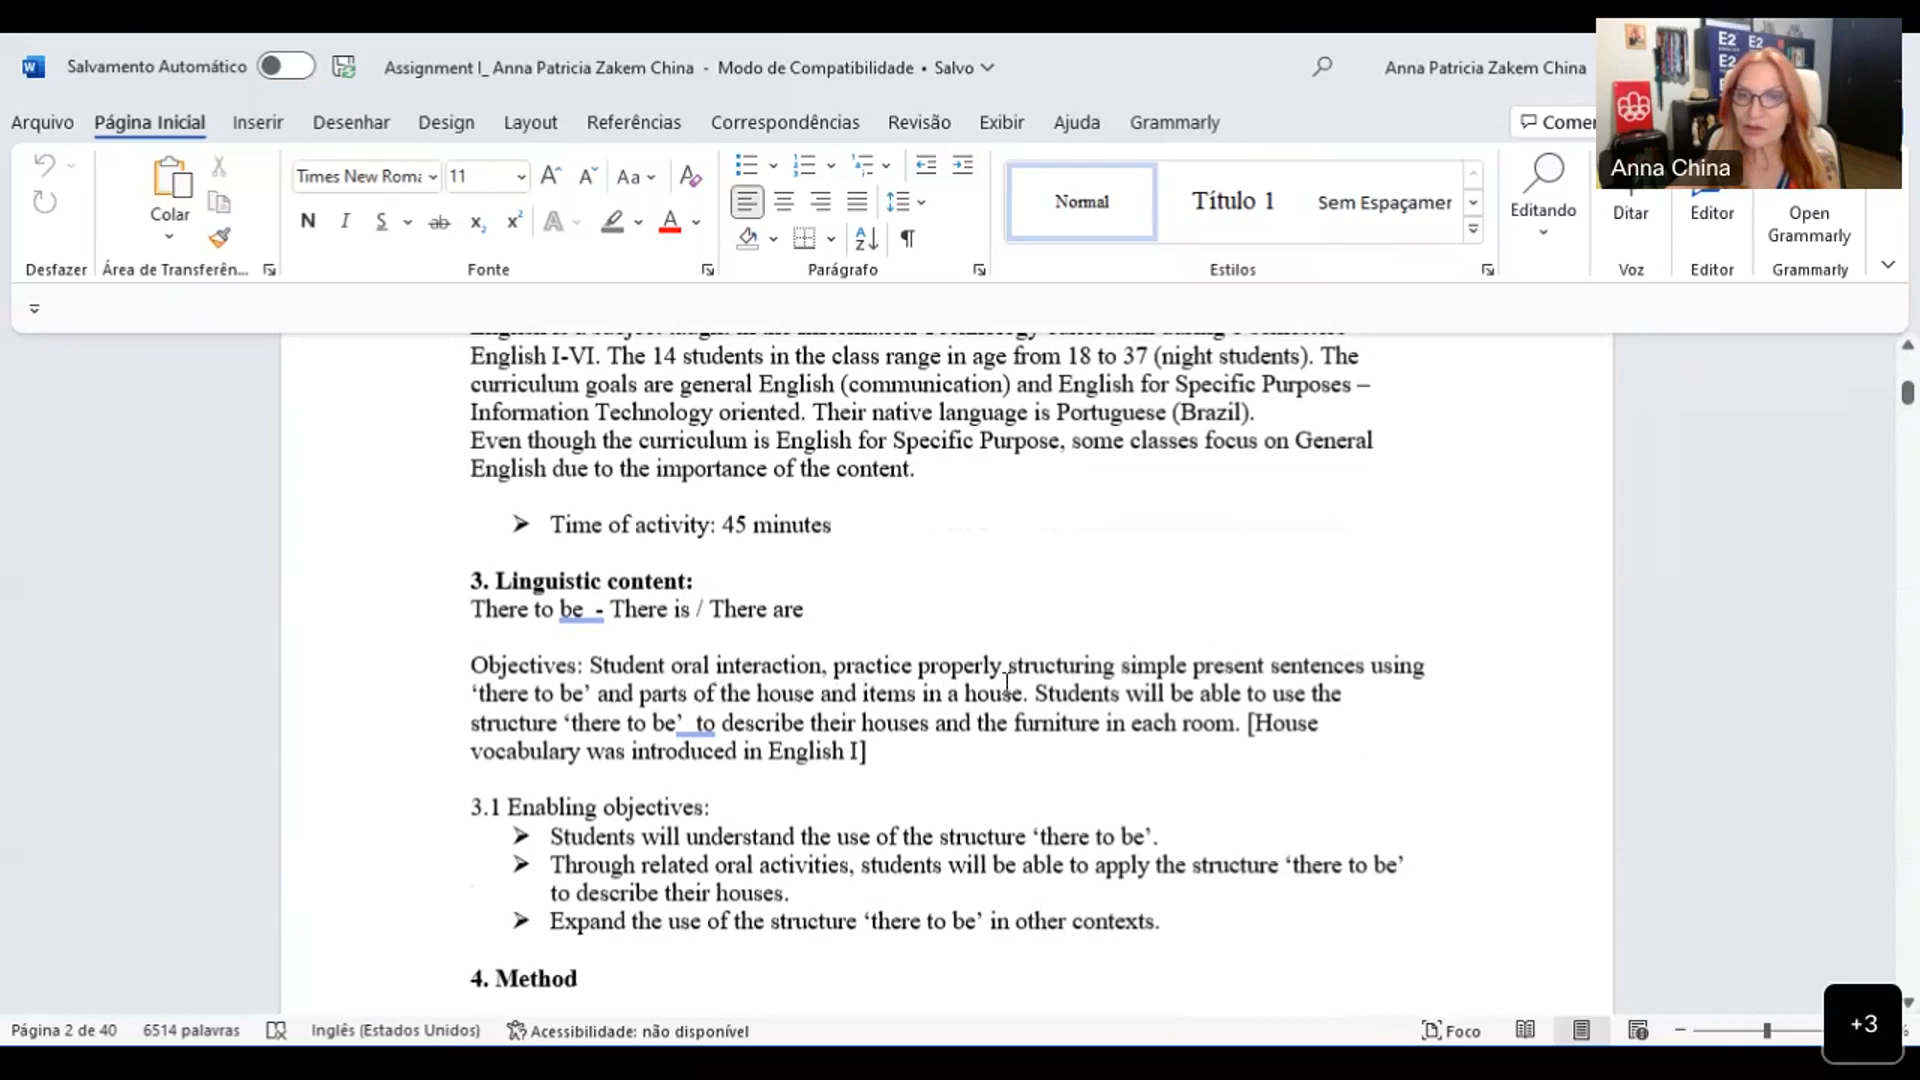 E2 E2
E2
Salvamento Automático
Assignment I_ Anna Patricia Zakem China - Modo de Compatibilidade • Salvo
Anna Patricia Zakem China
Anna China
Arquivo Página Inicial Inserir Desenhar Design Layout Referências Correspondências Revisão Exibir Ajuda Grammarly
Times New Roma 11
Colar
Normal Título 1 Sem Espaçamer
Editando Ditar Editor Open Grammarly
Desfazer Área de Transferên... Fonte Parágrafo Estilos Voz Editor Grammarly
English I-VI. The 14 students in the class range in age from 18 to 37 (night students). The
curriculum goals are general English (communication) and English for Specific Purposes –
Information Technology oriented. Their native language is Portuguese (Brazil).
Even though the curriculum is English for Specific Purpose, some classes focus on General
English due to the importance of the content.
➤ Time of activity: 45 minutes
3. Linguistic content:
There to be - There is / There are
Objectives: Student oral interaction, practice properly structuring simple present sentences using
‘there to be’ and parts of the house and items in a house. Students will be able to use the
structure ‘there to be’ to describe their houses and the furniture in each room. [House
vocabulary was introduced in English I]
3.1 Enabling objectives:
➤ Students will understand the use of the structure ‘there to be’.
➤ Through related oral activities, students will be able to apply the structure ‘there to be’
to describe their houses.
➤ Expand the use of the structure ‘there to be’ in other contexts.
4. Method
Página 2 de 40 6514 palavras Inglês (Estados Unidos) Acessibilidade: não disponível Foco
+3